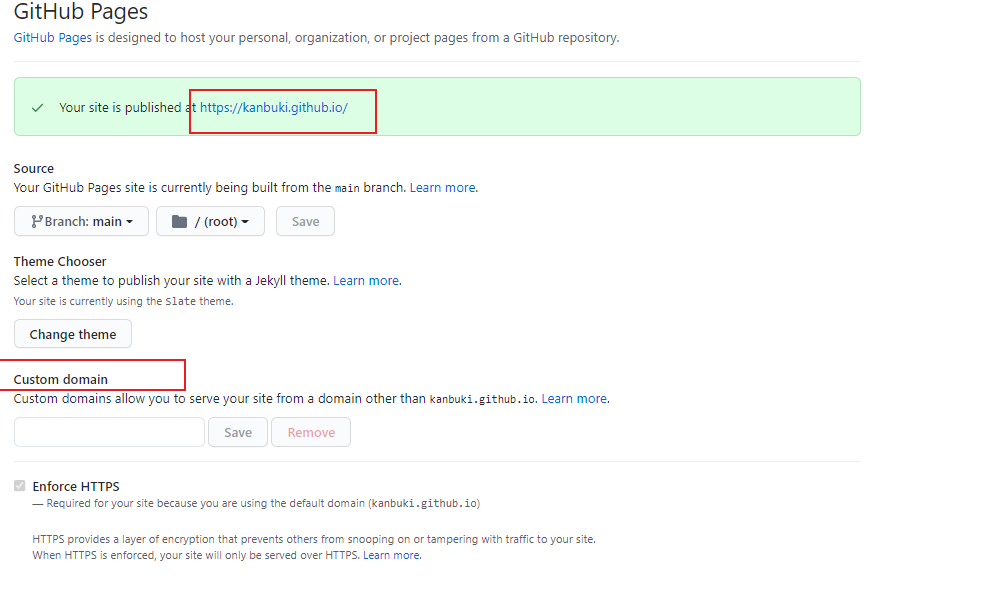 GitHub Pages
GitHub Pages is designed to host your personal, organization, or project pages from a GitHub repository.
Your site is published at https://kanbuki.github.io/
Source
Your GitHub Pages site is currently being built from the main branch. Learn more.
Branch: main / (root) Save
Theme Chooser
Select a theme to publish your site with a Jekyll theme. Learn more.
Your site is currently using the Slate theme.
Change theme
Custom domain
Custom domains allow you to serve your site from a domain other than kanbuki.github.io. Learn more.
Save Remove
Enforce HTTPS
— Required for your site because you are using the default domain (kanbuki.github.io)
HTTPS provides a layer of encryption that prevents others from snooping on or tampering with traffic to your site.
When HTTPS is enforced, your site will only be served over HTTPS. Learn more.